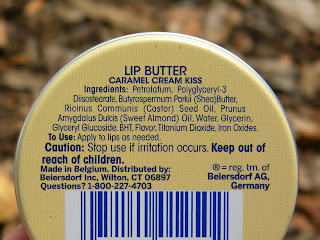 LIP BUTTER
CARAMEL CREAM KISS
Ingredients: Petrolatum, Polyglyceryl-3
Diisostearate, Butyrospermum Parkii (Shea)Butter,
Ricinus Communis (Castor) Seed Oil, Prunus
Amygdalus Dulcis (Sweet Almond) Oil, Water, Glycerin,
Glyceryl Glucoside, BHT, Flavor, Titanium Dioxide, Iron Oxides.
To Use: Apply to lips as needed.
Caution: Stop use if irritation occurs. Keep out of
reach of children.
Made in Belgium. Distributed by:
Beiersdorf Inc, Wilton, CT 06897
Questions? 1-800-227-4703
®= reg. tm. of
Beiersdorf AG,
Germany